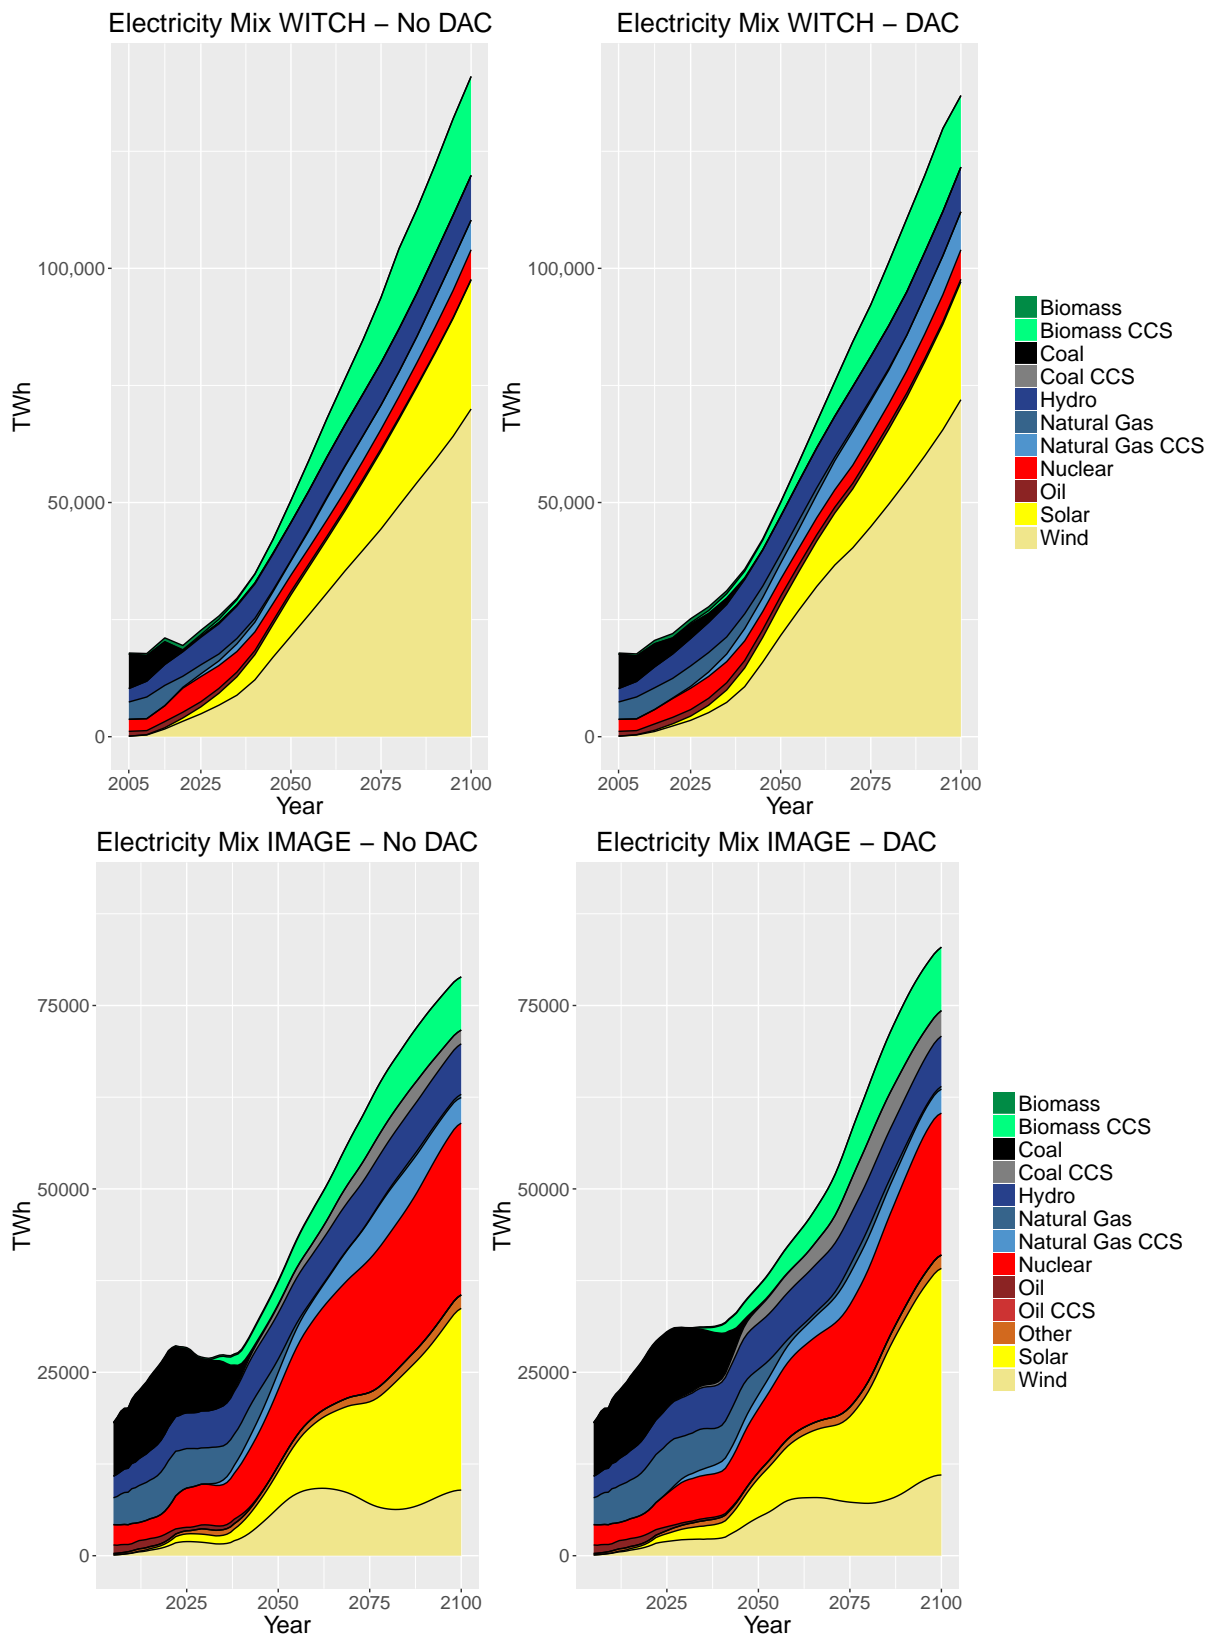 Electricity Mix WITCH − No DAC
Electricity Mix WITCH − DAC
TWh
100,000
50,000
0
2005 2025 2050 2075 2100
Year
TWh
100,000
50,000
0
2005 2025 2050 2075 2100
Year
Biomass
Biomass CCS
Coal
Coal CCS
Hydro
Natural Gas
Natural Gas CCS
Nuclear
Oil
Solar
Wind
Electricity Mix IMAGE − No DAC
Electricity Mix IMAGE − DAC
TWh
75000
50000
25000
0
2025 2050 2075 2100
Year
TWh
75000
50000
25000
0
2025 2050 2075 2100
Year
Biomass
Biomass CCS
Coal
Coal CCS
Hydro
Natural Gas
Natural Gas CCS
Nuclear
Oil
Oil CCS
Other
Solar
Wind